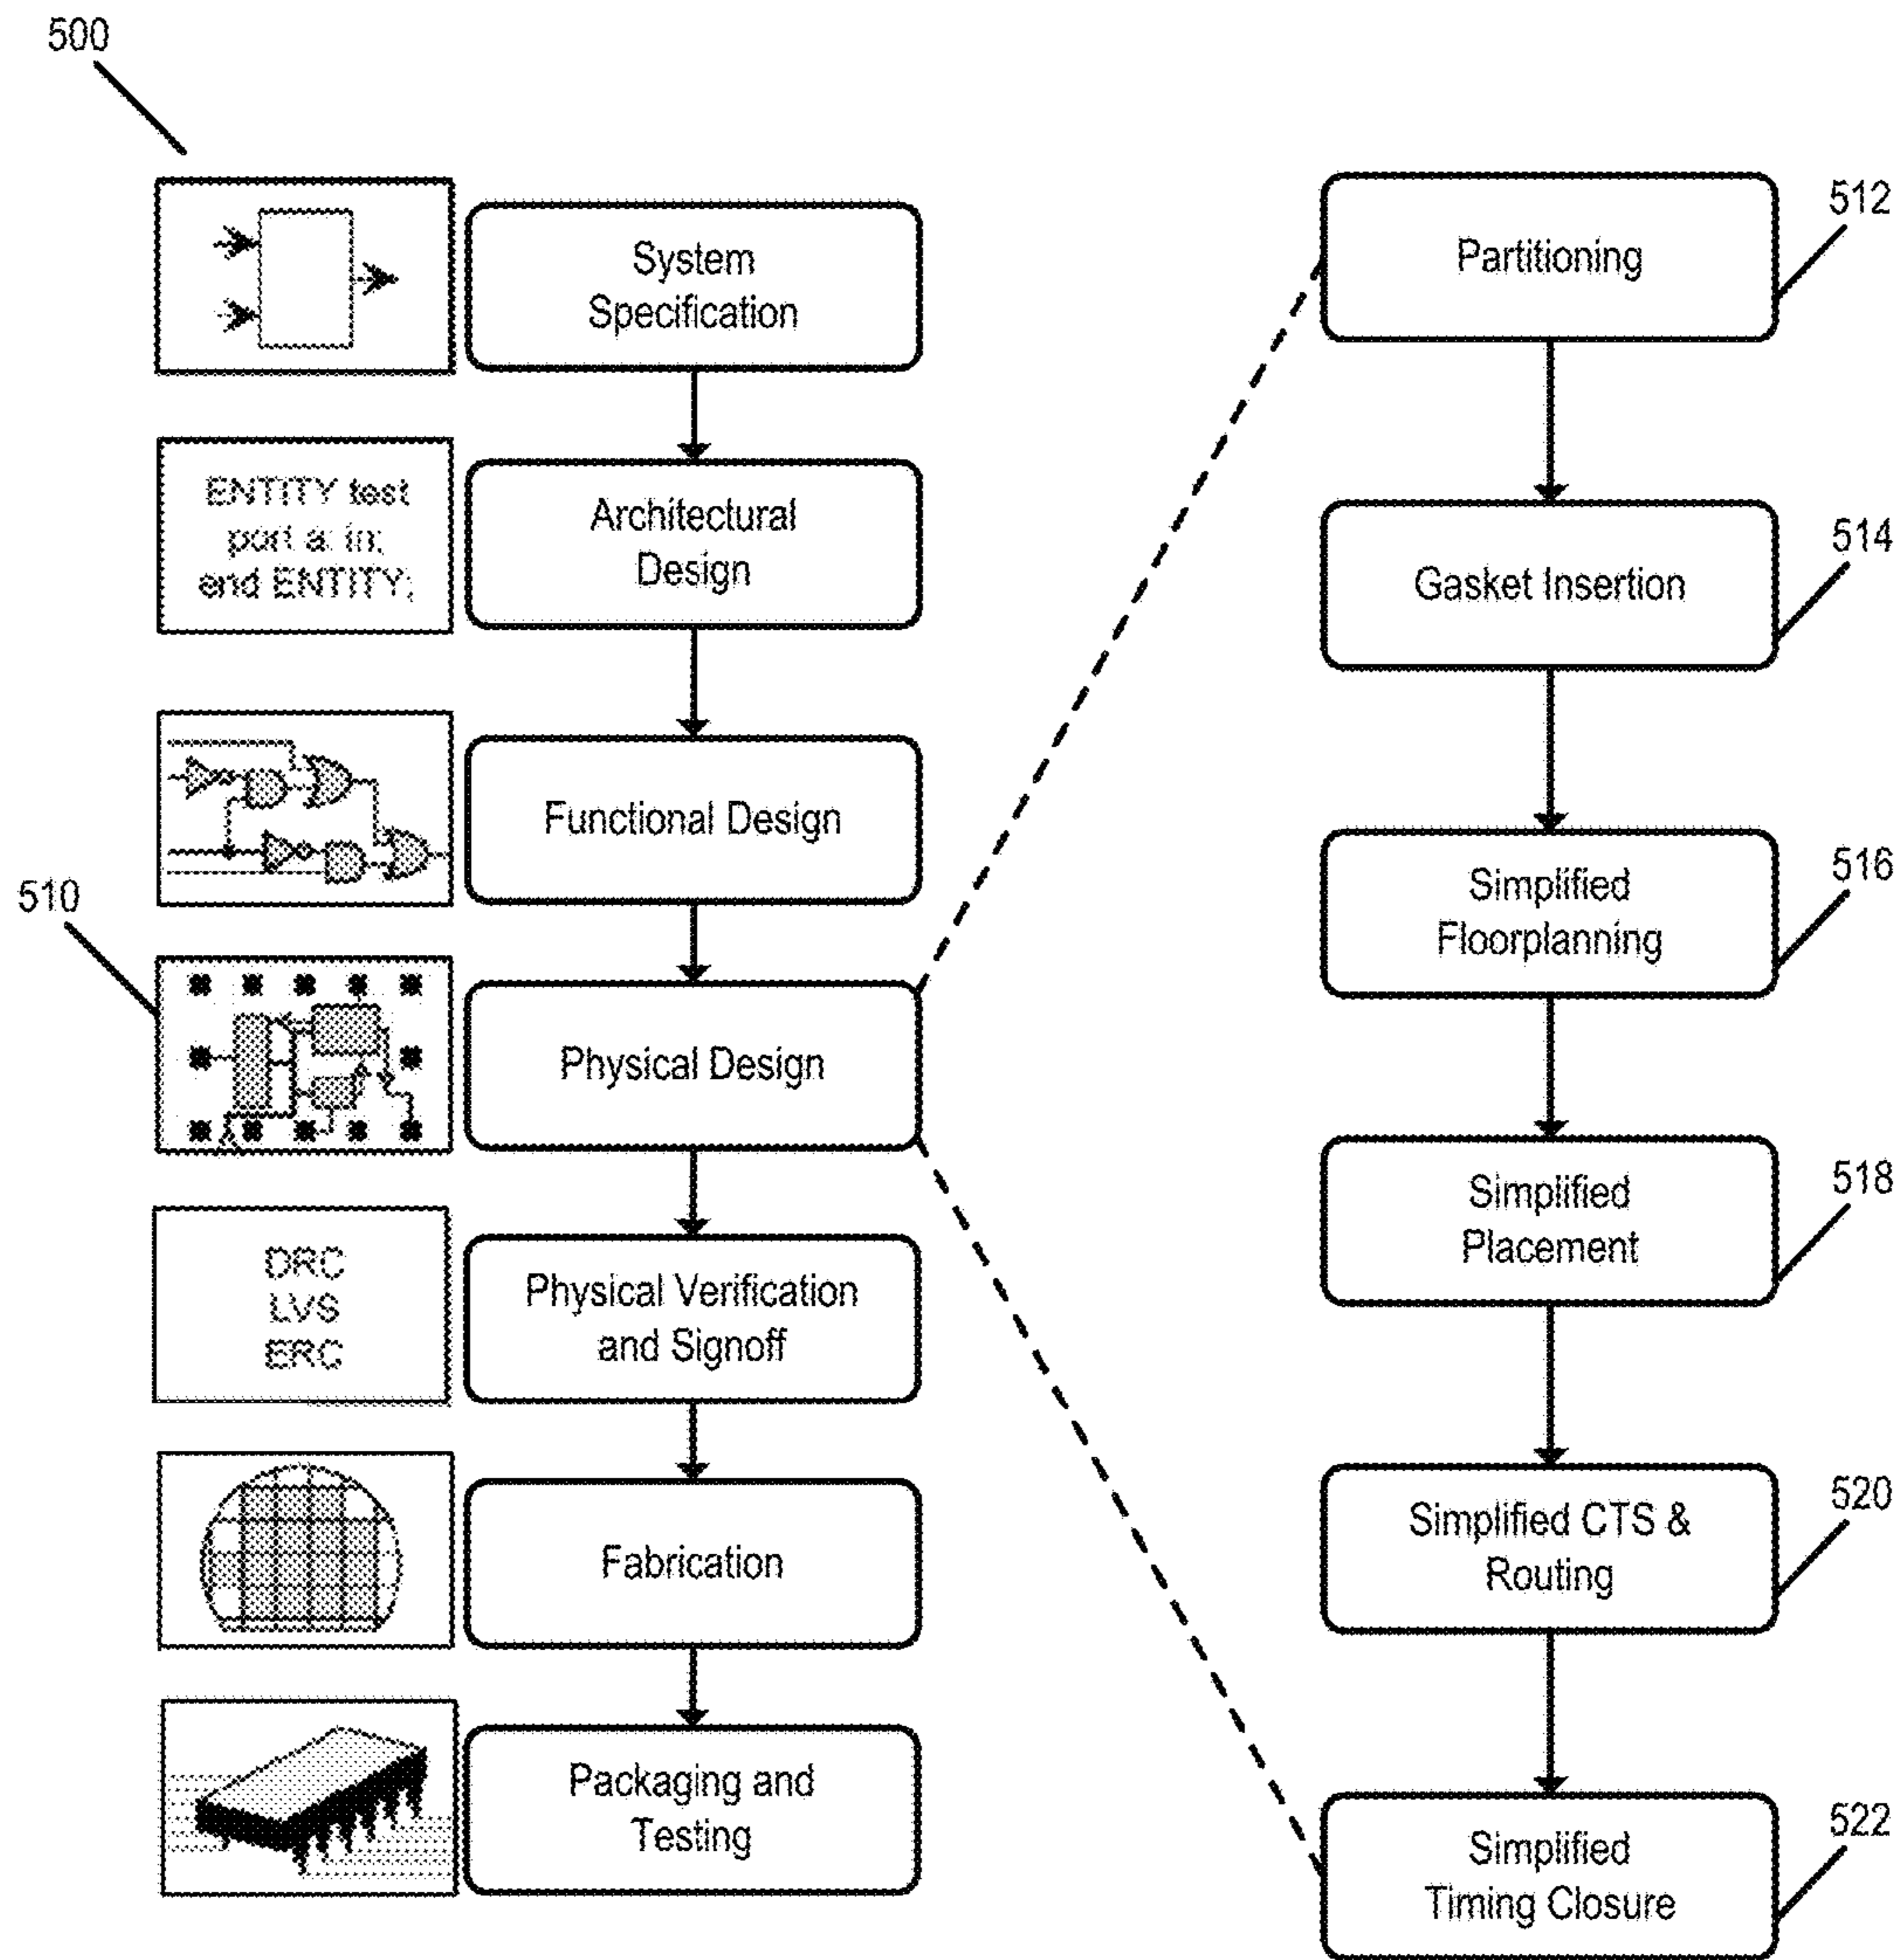 500
System
Specification
ENTITY test
port a: in;
end ENTITY;
Architectural
Design
Functional Design
510
Physical Design
DRC
LVS
ERC
Physical Verification
and Signoff
Fabrication
Packaging and
Testing
Partitioning
512
Gasket Insertion
514
Simplified
Floorplanning
516
Simplified
Placement
518
Simplified CTS &
Routing
520
Simplified
Timing Closure
522